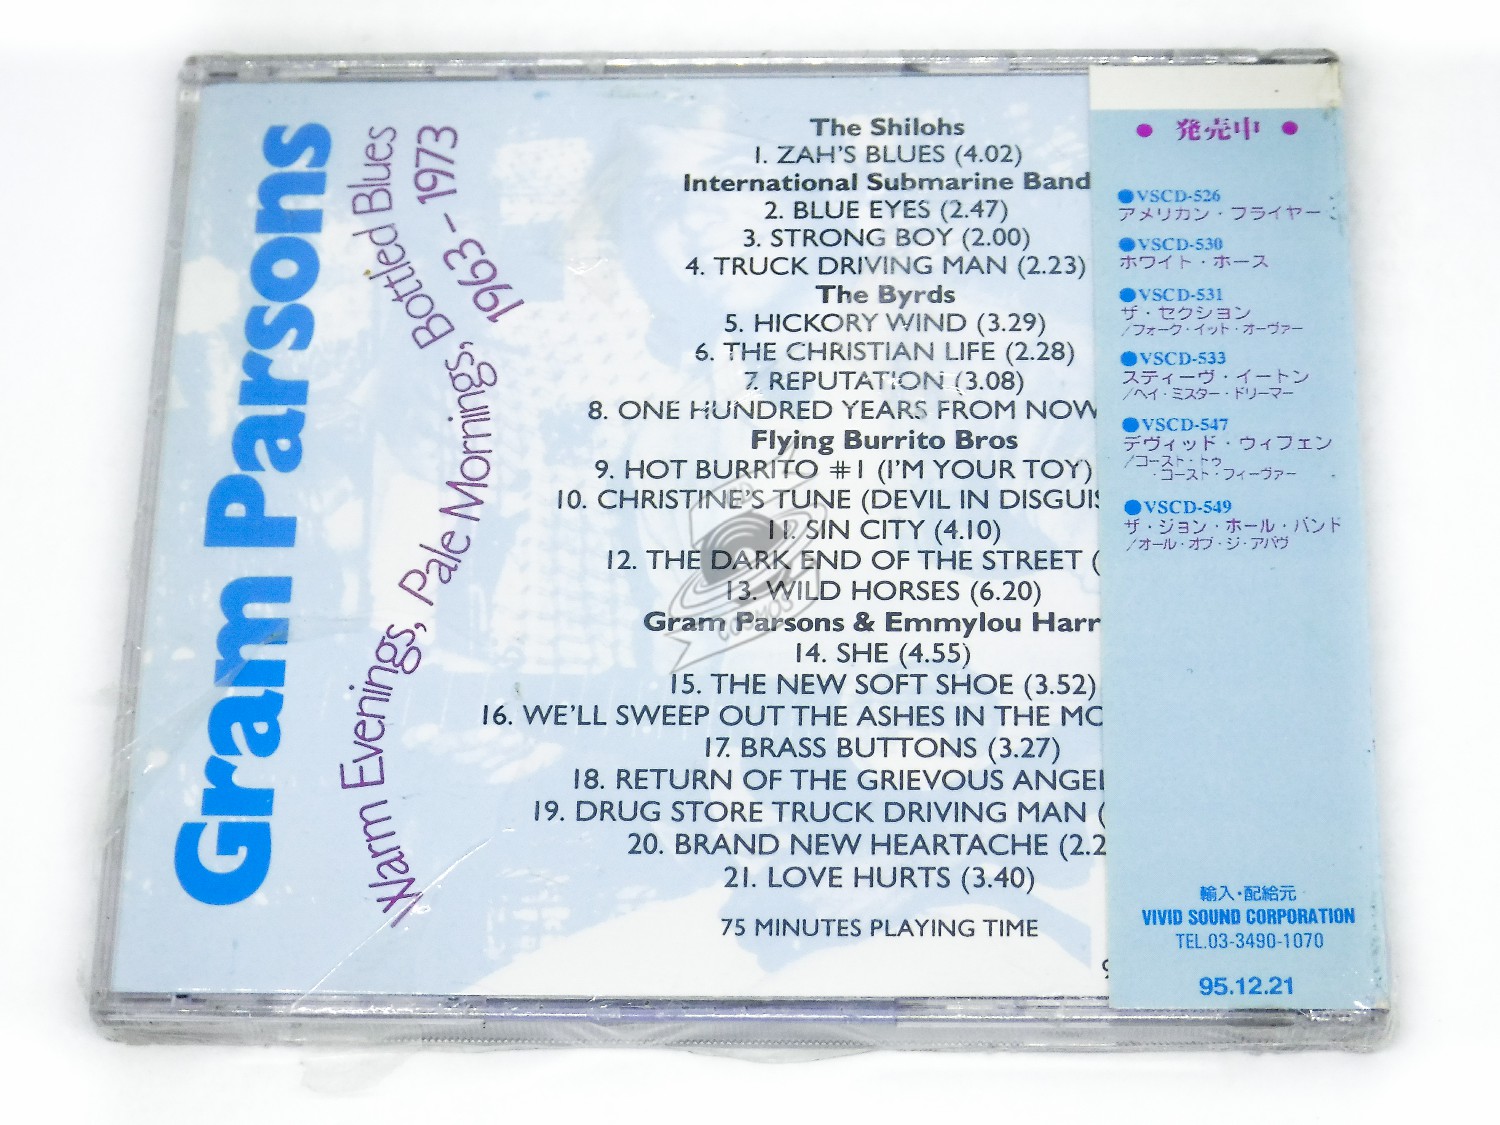 Gram Parsons
Warm Evenings, Pale Mornings, Bottled Blues
1963 - 1973
The Shilohs
1. ZAH'S BLUES (4.02)
International Submarine Band
2. BLUE EYES (2.47)
3. STRONG BOY (2.00)
4. TRUCK DRIVING MAN (2.23)
The Byrds
5. HICKORY WIND (3.29)
6. THE CHRISTIAN LIFE (2.28)
7. REPUTATION (3.08)
8. ONE HUNDRED YEARS FROM NOW
Flying Burrito Bros
9. HOT BURRITO #1 (I'M YOUR TOY)
10. CHRISTINE'S TUNE (DEVIL IN DISGUIS
11. SIN CITY (4.10)
12. THE DARK END OF THE STREET (
13. WILD HORSES (6.20)
Gram Parsons & Emmylou Harr
14. SHE (4.55)
15. THE NEW SOFT SHOE (3.52)
16. WE'LL SWEEP OUT THE ASHES IN THE MO
17. BRASS BUTTONS (3.27)
18. RETURN OF THE GRIEVOUS ANGEL
19. DRUG STORE TRUCK DRIVING MAN (
20. BRAND NEW HEARTACHE (2.2
21. LOVE HURTS (3.40)
75 MINUTES PLAYING TIME
● 発売中 ●
●VSCD-526
アメリカン・フライヤー
●VSCD-530
ホワイト・ホース
●VSCD-531
ザ・セクション
/フォーク・イット・オーヴァー
●VSCD-533
スティーヴ・イートン
/ヘイ・ミスター・ドリーマー
●VSCD-547
デヴィッド・ウィフェン
/コースト・トゥ
・コースト・フィーヴァー
●VSCD-549
ザ・ジョン・ホール・バンド
/オール・オブ・ジ・アバヴ
輸入・配給元
VIVID SOUND CORPORATION
TEL.03-3490-1070
95.12.21
COSMOS